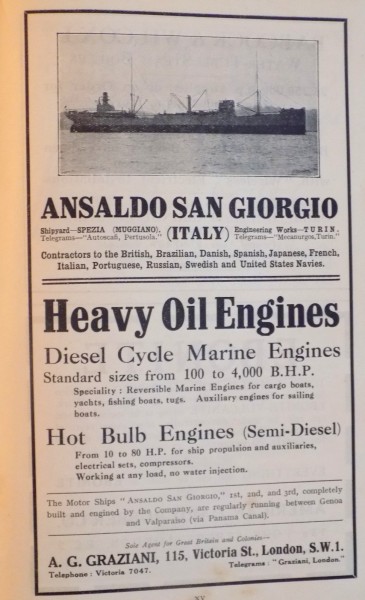 ANSALDO SAN GIORGIO
Shipyard—SPEZIA (MUGGIANO).
Telegrams—"Autoscafi, Pertusola."
(ITALY)
Engineering Works—TURIN.
Telegrams—"Mecanurgos, Turin."
Contractors to the British, Brazilian, Danish, Spanish, Japanese, French,
Italian, Portuguese, Russian, Swedish and United States Navies.
Heavy Oil Engines
Diesel Cycle Marine Engines
Standard sizes from 100 to 4,000 B.H.P.
Speciality: Reversible Marine Engines for cargo boats,
yachts, fishing boats, tugs. Auxiliary engines for sailing
boats.
Hot Bulb Engines (Semi-Diesel)
From 10 to 80 H.P. for ship propulsion and auxiliaries,
electrical sets, compressors.
Working at any load, no water injection.
The Motor Ships "ANSALDO SAN GIORGIO," 1st, 2nd, and 3rd, completely
built and engined by the Company, are regularly running between Genoa
and Valparaiso (via Panama Canal).
Sole Agent for Great Britain and Colonies—
A. G. GRAZIANI, 115, Victoria St., London, S.W.1.
Telephone: Victoria 7047.
Telegrams: "Graziani, London."